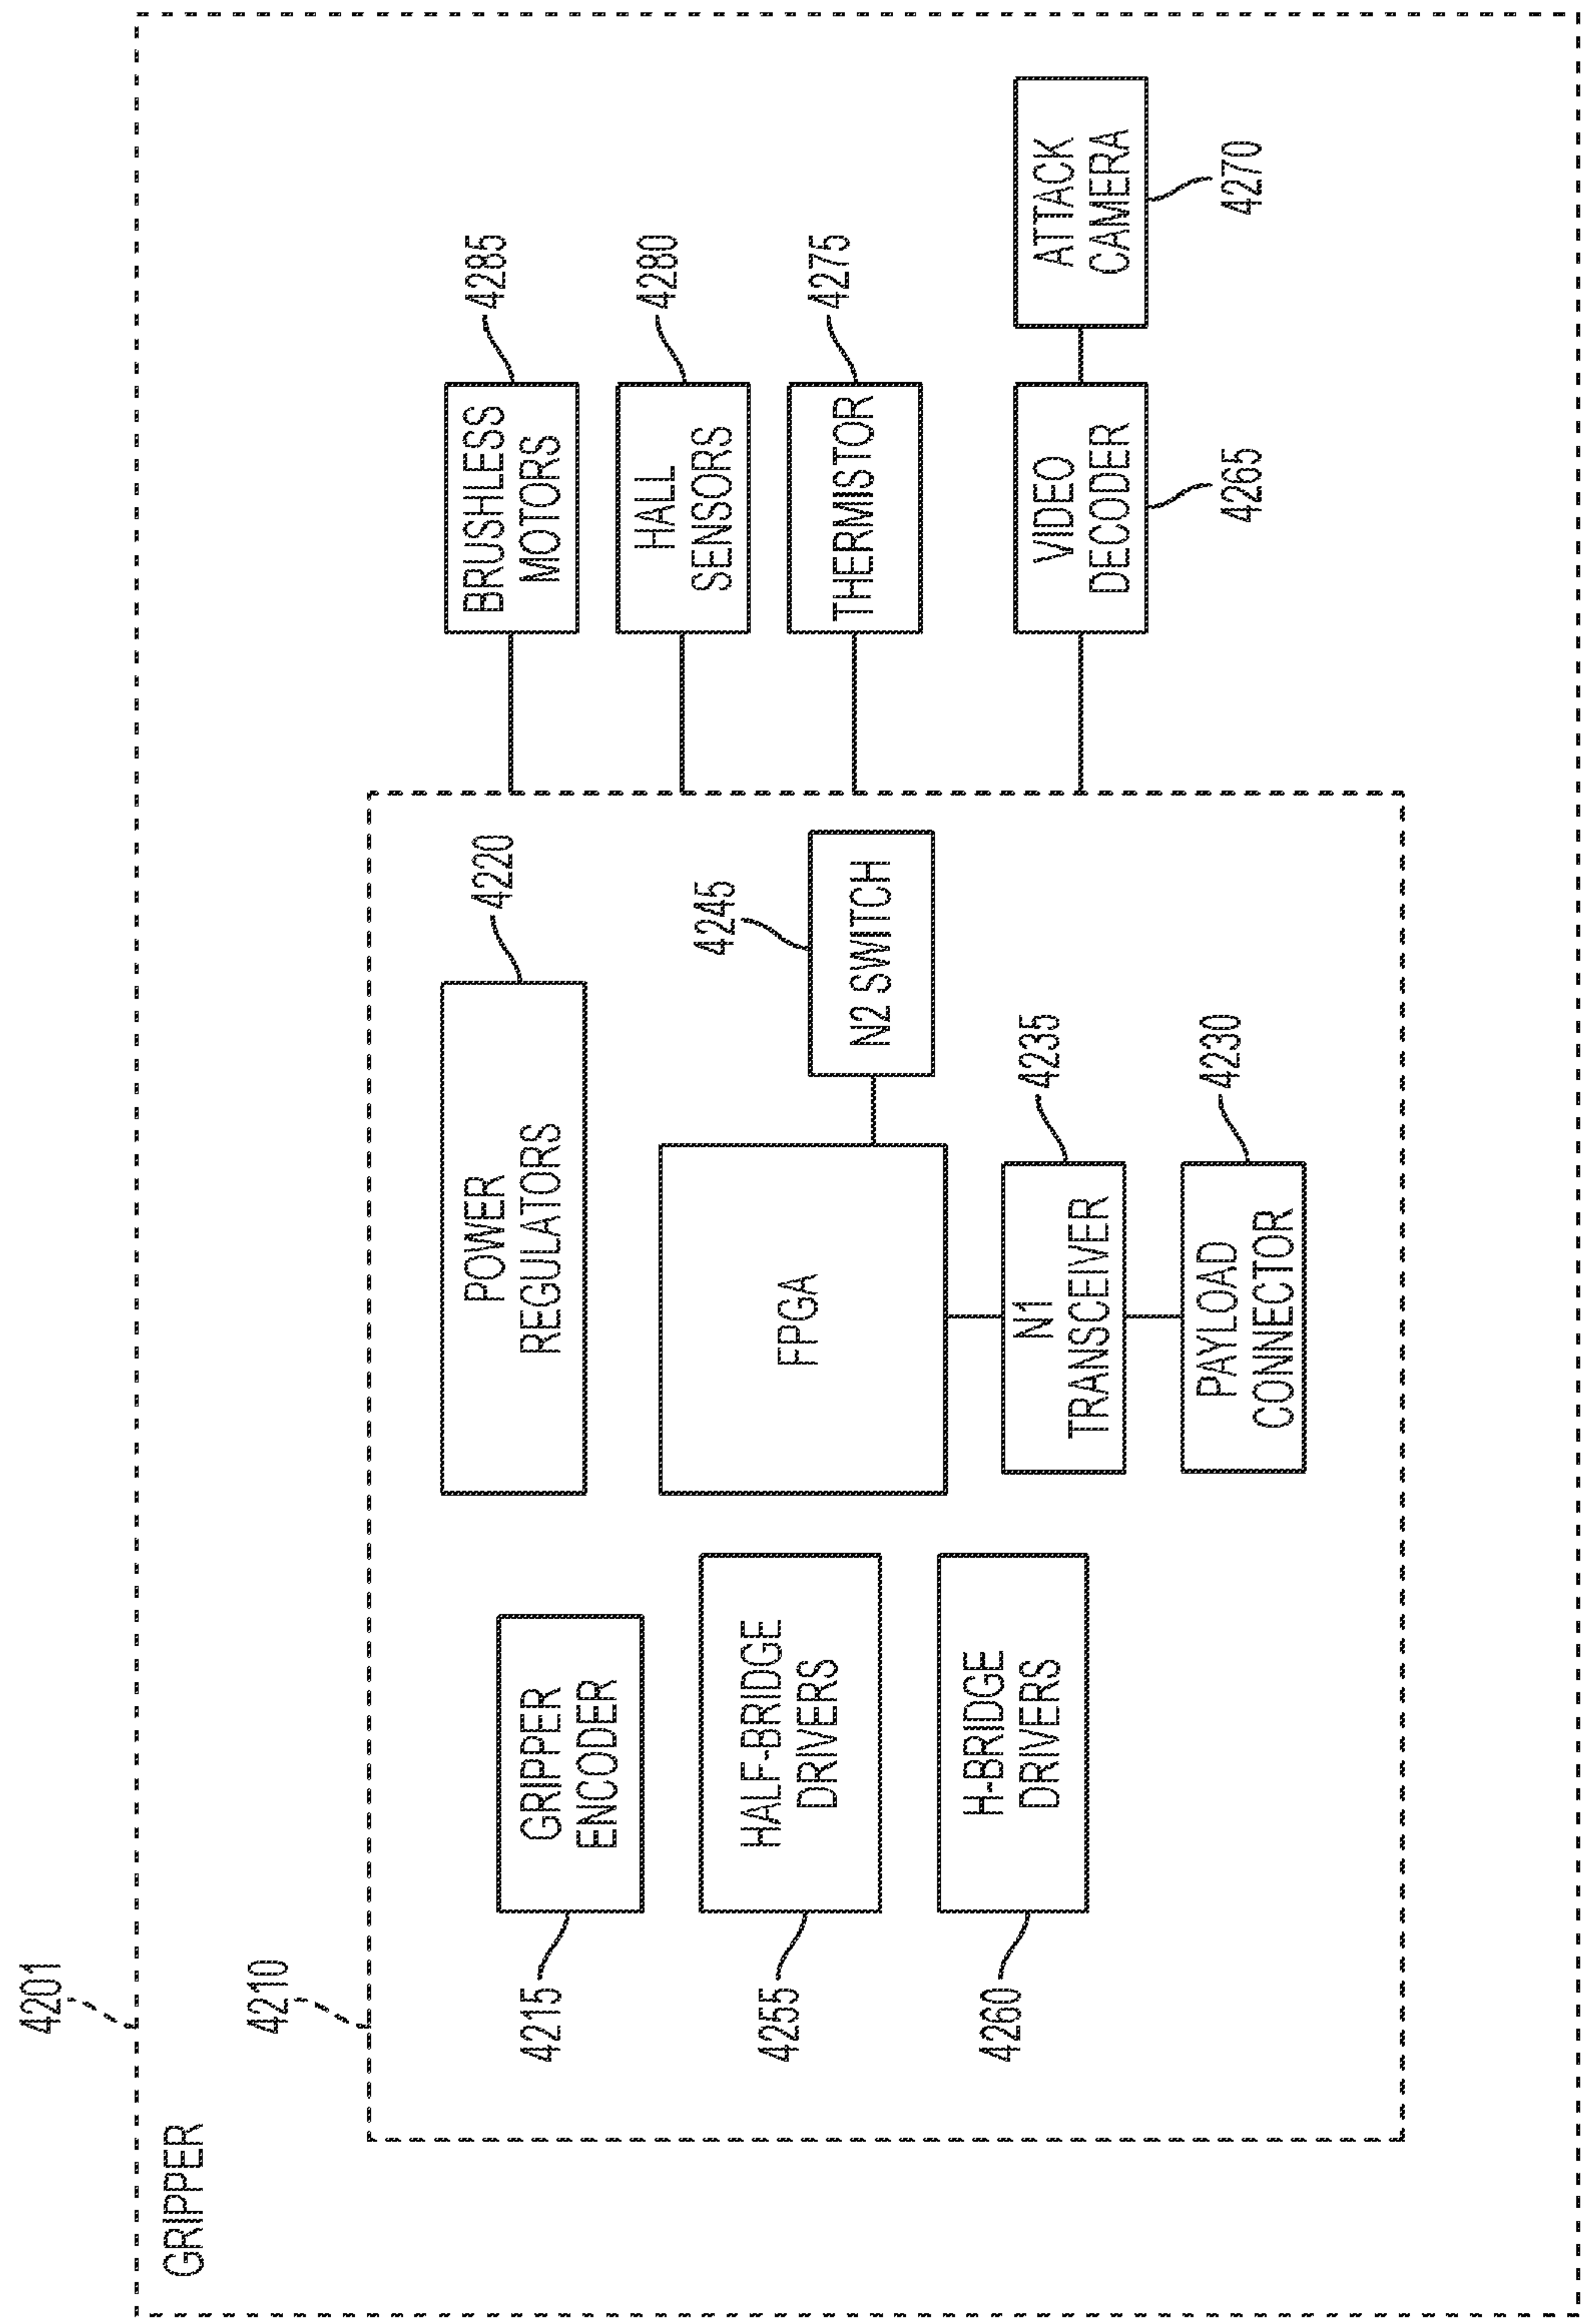 4201
GRIPPER
4210
4215
GRIPPER
ENCODER
POWER
REGULATORS
4220
4255
HALF-BRIDGE
DRIVERS
FPGA
4245
N2 SWITCH
4260
H-BRIDGE
DRIVERS
N1
TRANSCEIVER
4235
PAYLOAD
CONNECTOR
4230
BRUSHLESS
MOTORS
4285
HALL
SENSORS
4280
THERMISTOR
4275
VIDEO
DECODER
4265
ATTACK
CAMERA
4270